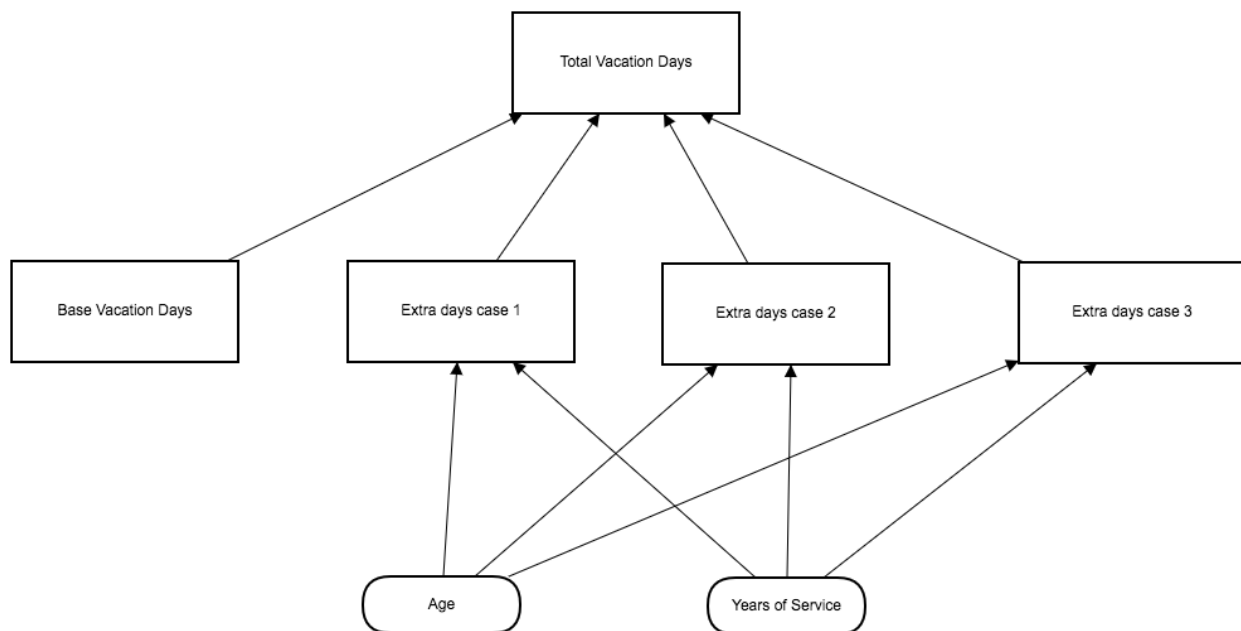 Total Vacation Days
Base Vacation Days
Extra days case 1
Extra days case 2
Extra days case 3
Age
Years of Service